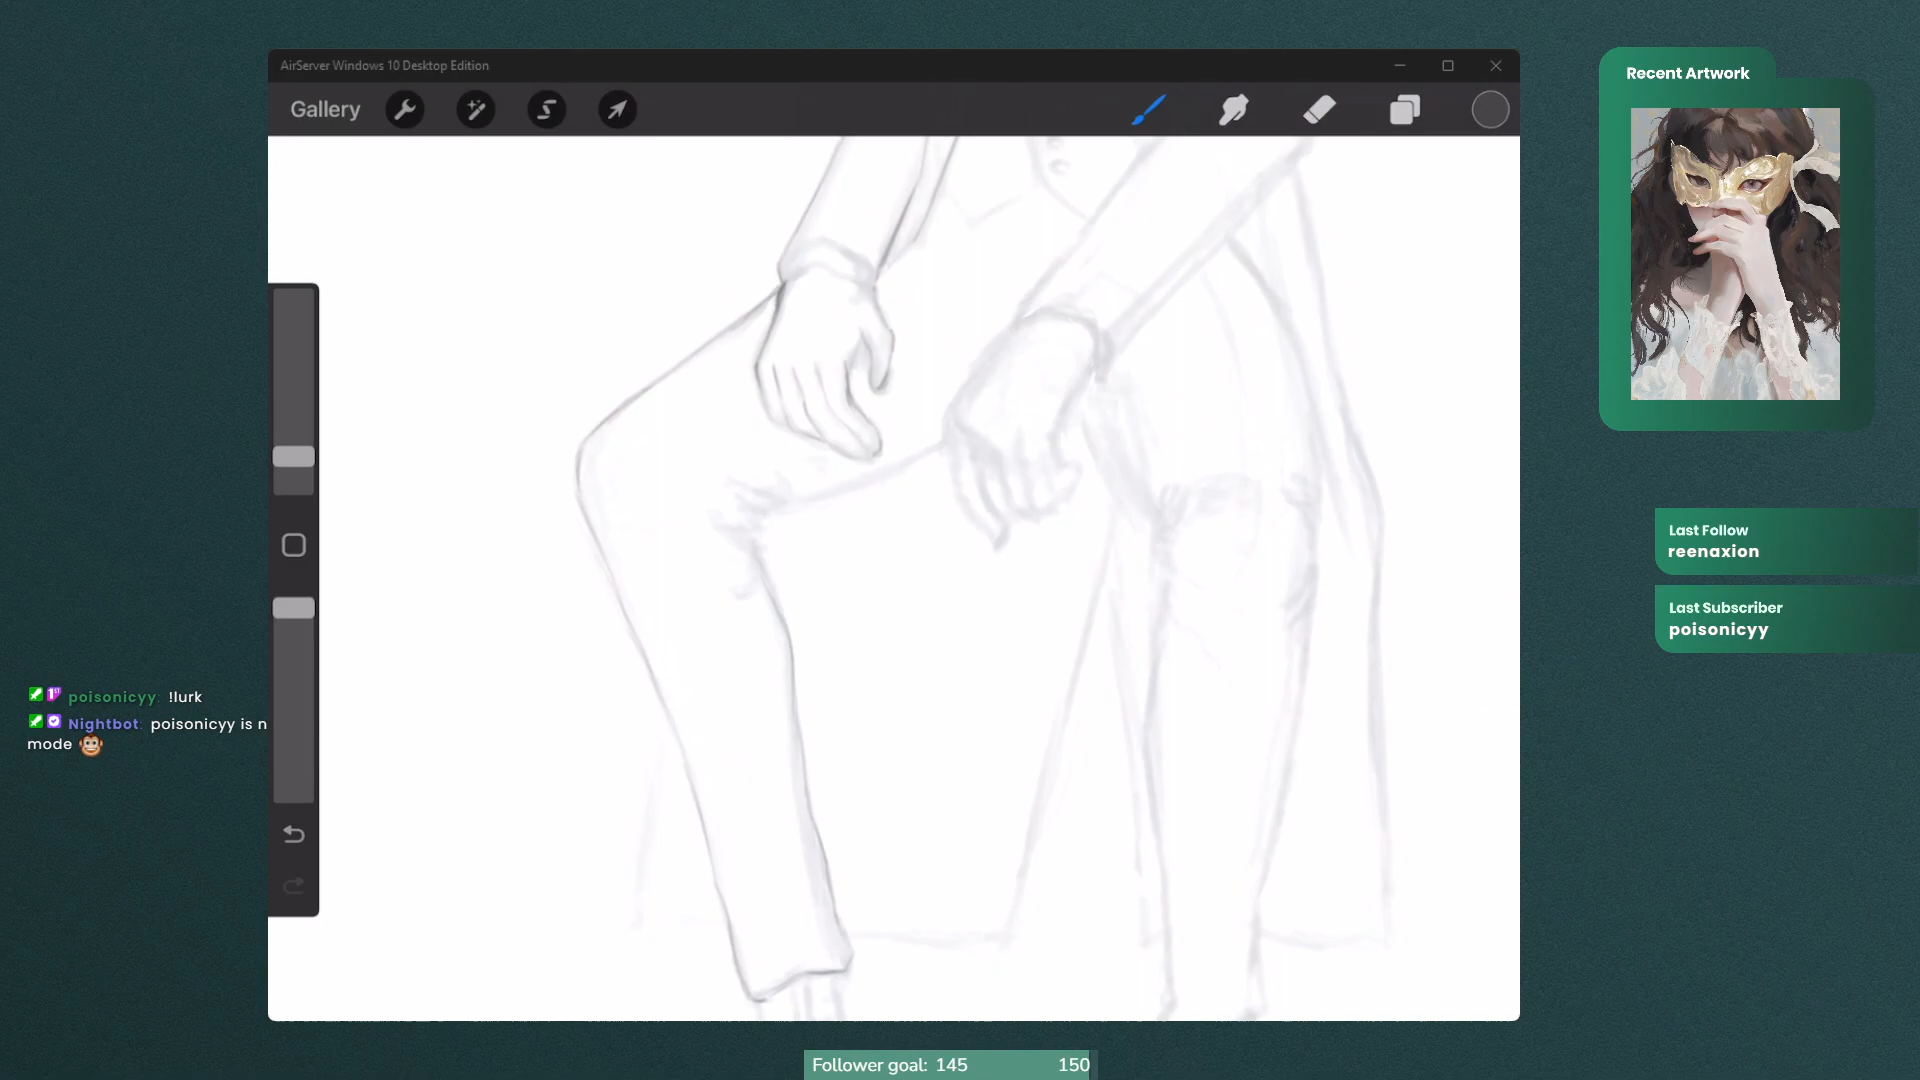 AirServer Windows 10 Desktop Edition
Gallery
Recent Artwork
Last Follow
reenaxion
Last Subscriber
poisonicyy
poisonicyy: !lurk
Nightbot: poisonicyy is n
mode
Follower goal: 145 150